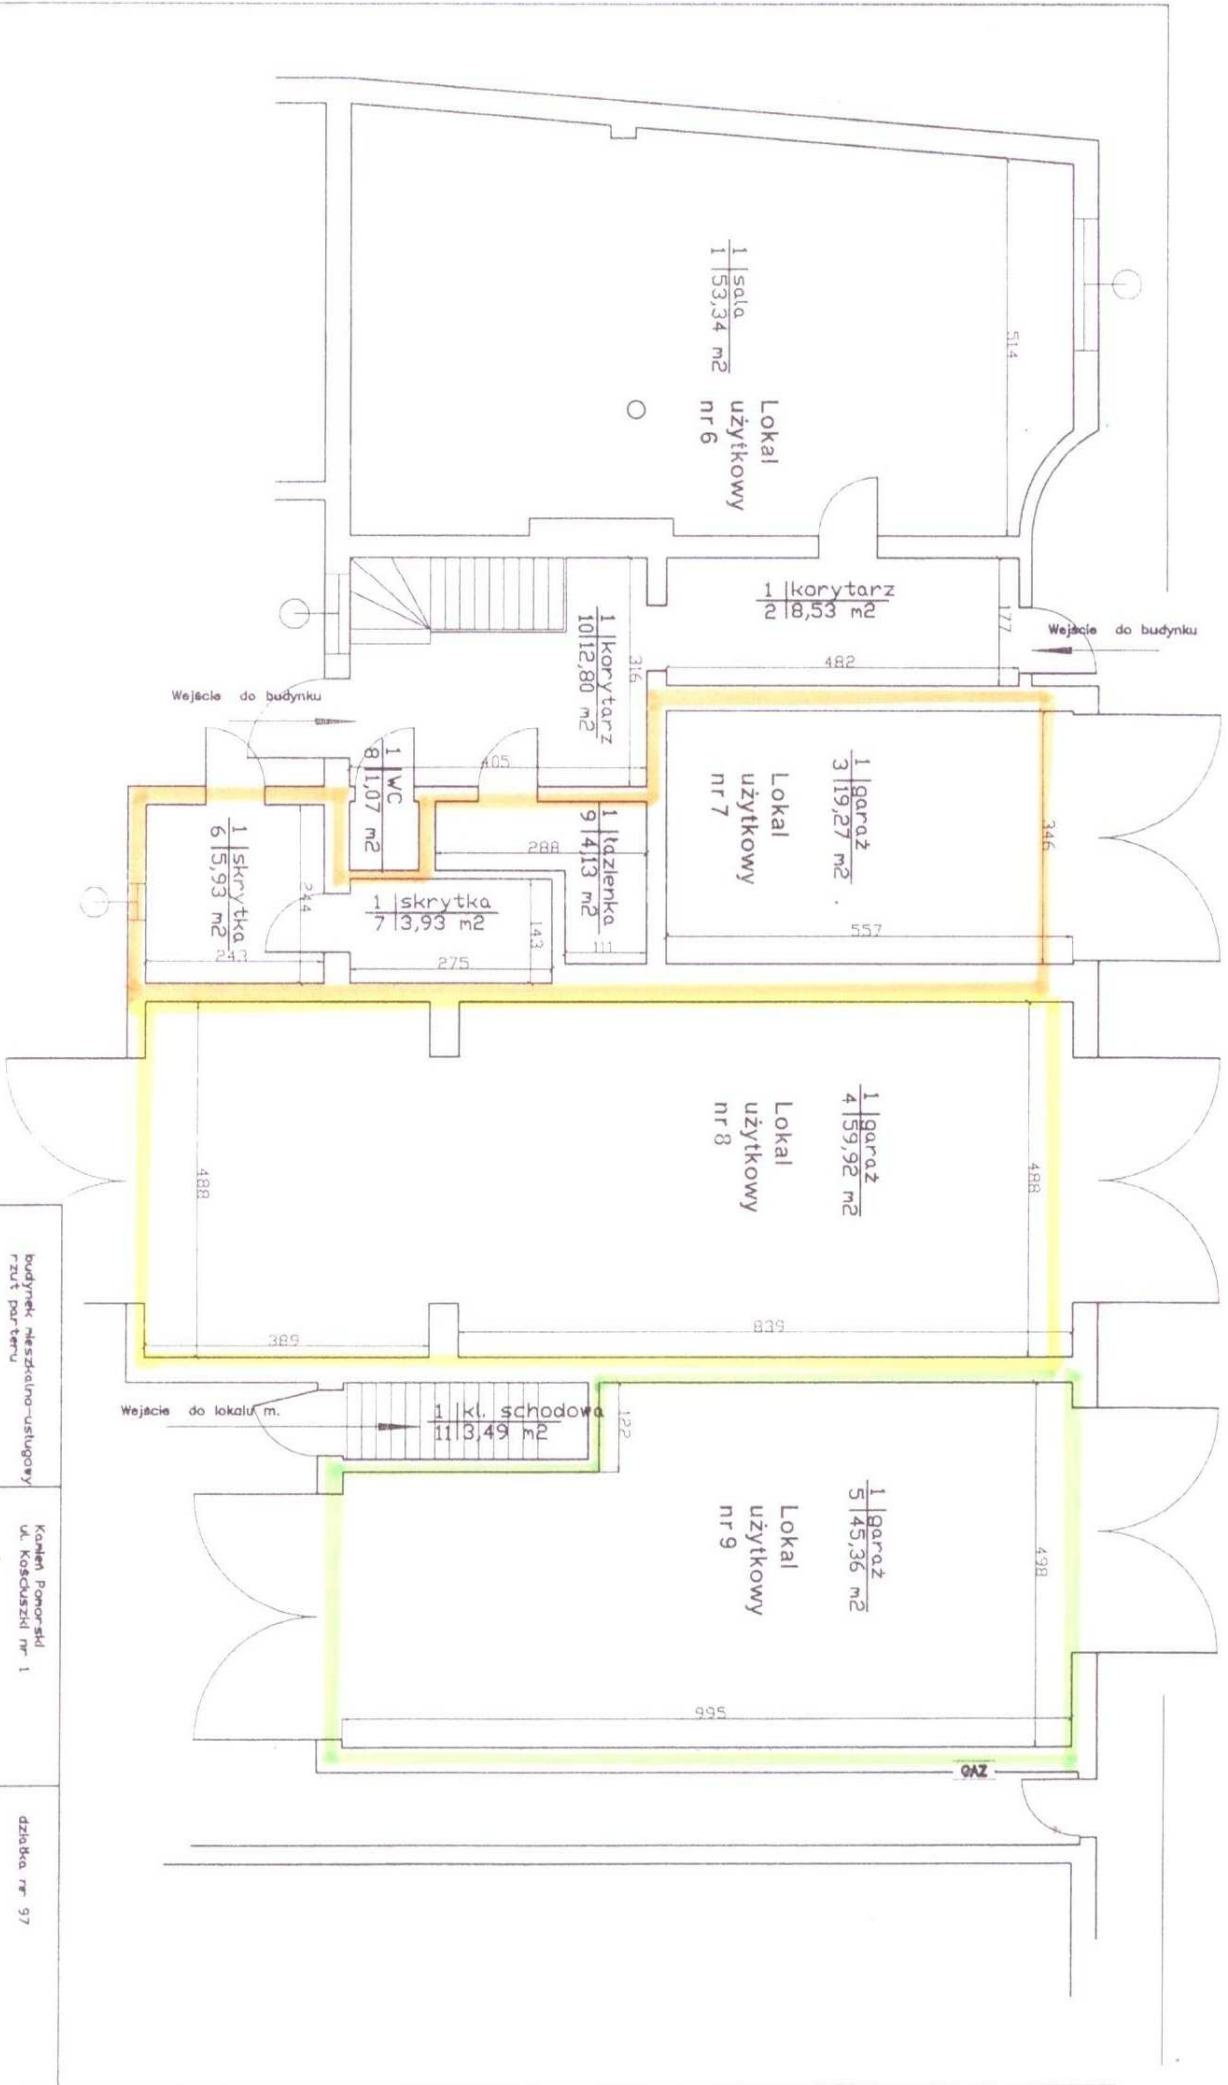 1 | sala
1 | 53,34 m2
Lokal
użytkowy
nr 6
514
1 | korytarz
2 | 8,53 m2
177
482
Wejście do budynku
1 | korytarz
10 | 12,80 m2
316
405
Wejście do budynku
1 | WC
8 | 1,07 m2
1 | łazienka
9 | 4,13 m2
288
111
1 | garaż
3 | 19,27 m2
Lokal
użytkowy
nr 7
346
557
1 | skrytka
6 | 5,93 m2
244
243
1 | skrytka
7 | 3,93 m2
143
275
1 | garaż
4 | 59,92 m2
Lokal
użytkowy
nr 8
488
488
389
839
Wejście do lokalu m.
1 | kl. schodowa
11 | 3,49 m2
122
1 | garaż
5 | 45,36 m2
Lokal
użytkowy
nr 9
498
995
ZVO
budynek mieszkalno-usługowy
rzut parteru
Kamień Pomorski
ul. Kościuszki nr 1
działka nr 97